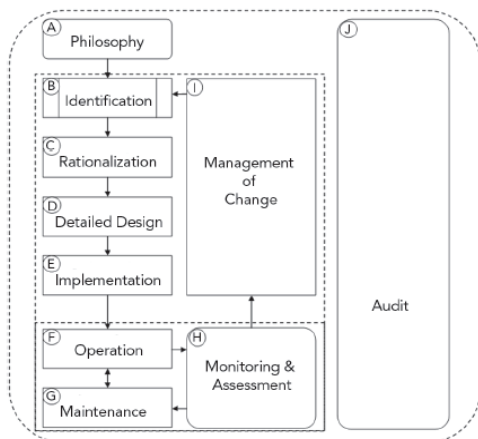 A
Philosophy
B
Identification
C
Rationalization
D
Detailed Design
E
Implementation
F
Operation
G
Maintenance
H
Monitoring &
Assessment
I
Management
of
Change
J
Audit